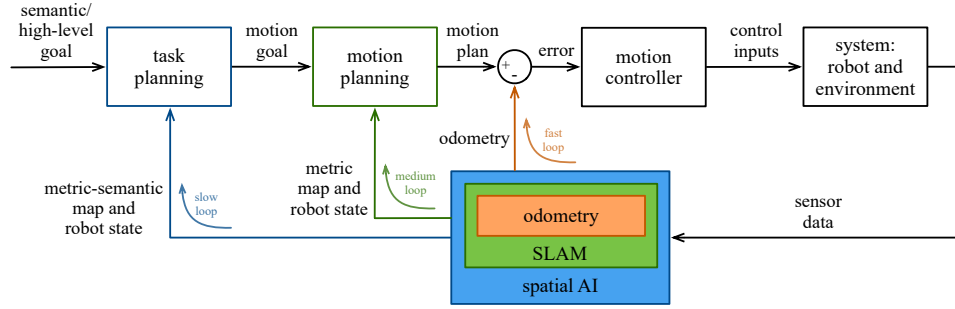 semantic/
high-level
goal
task
planning
motion
goal
motion
planning
motion
plan
+
-
error
motion
controller
control
inputs
system:
robot and
environment
odometry
fast
loop
metric
map and
robot state
medium
loop
metric-semantic
map and
robot state
slow
loop
odometry
SLAM
spatial AI
sensor
data